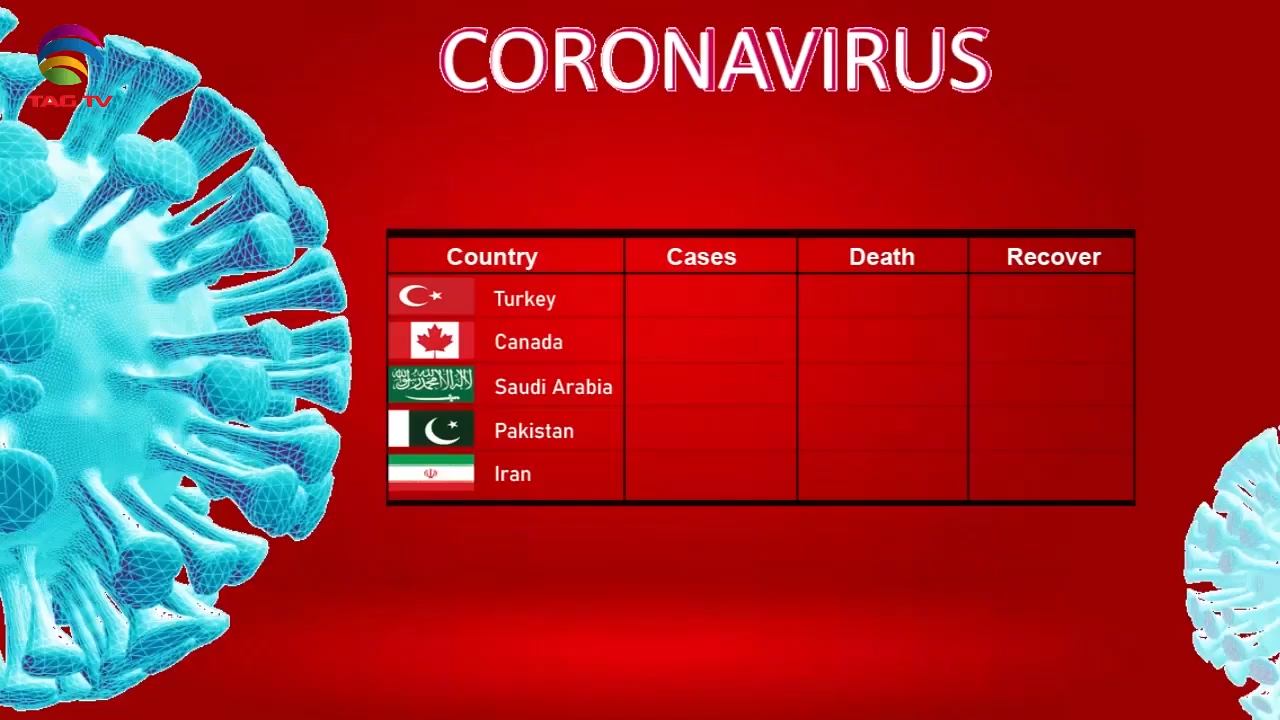 CORONAVIRUS
TAG TV
Country Cases Death Recover
Turkey
Canada
Saudi Arabia
Pakistan
Iran